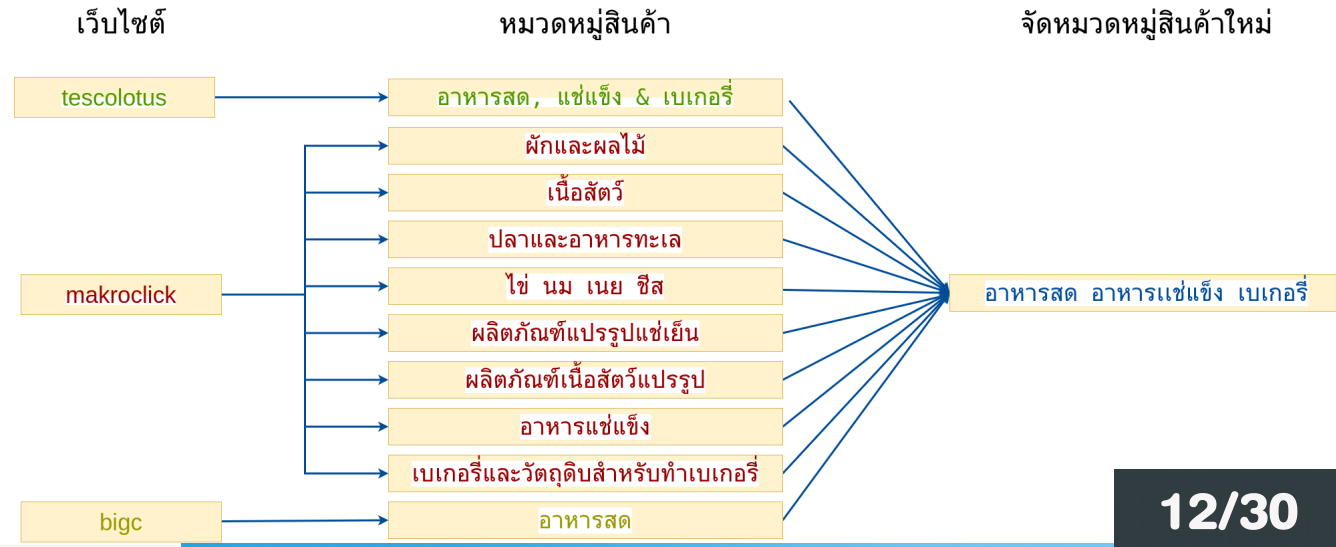 เว็บไซต์
หมวดหมู่สินค้า
จัดหมวดหมู่สินค้าใหม่
tescolotus
อาหารสด, แช่แข็ง & เบเกอรี่
ผักและผลไม้
เนื้อสัตว์
ปลาและอาหารทะเล
makroclick
ไข่ นม เนย ชีส
อาหารสด อาหารแช่แข็ง เบเกอรี่
ผลิตภัณฑ์แปรรูปแช่เย็น
ผลิตภัณฑ์เนื้อสัตว์แปรรูป
อาหารแช่แข็ง
เบเกอรี่และวัตถุดิบสำหรับทำเบเกอรี่
bigc
อาหารสด
12/30